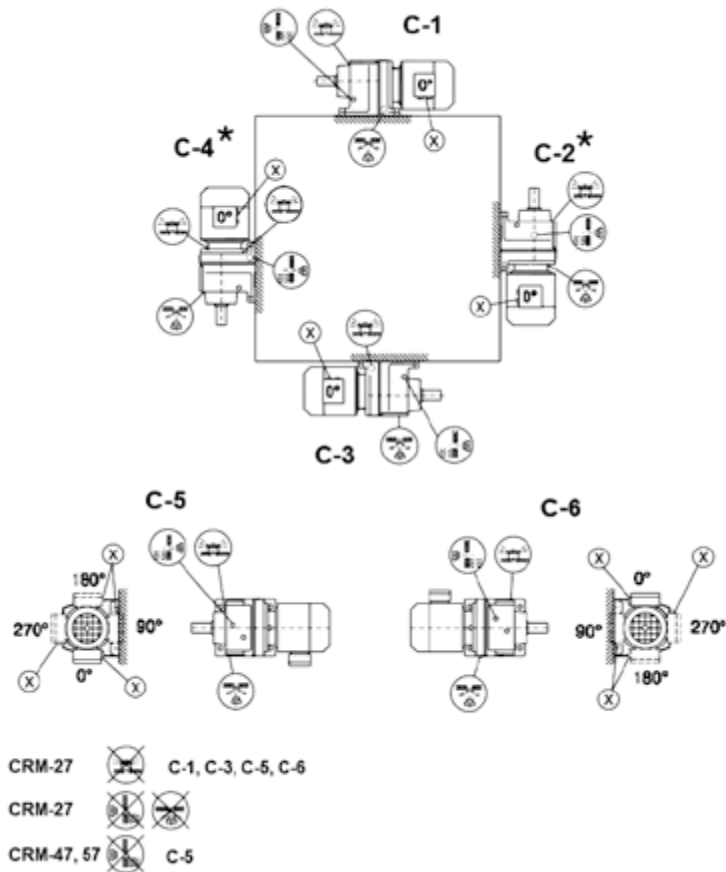 C-1
0°
X
C-4*
X
0°
C-2*
0°
X
X
0°
C-3
C-5
X
180°
270°
90°
X
0°
X
C-6
X
X
0°
90°
270°
180°
X
CRM-27 C-1, C-3, C-5, C-6
CRM-27
CRM-47, 57 C-5